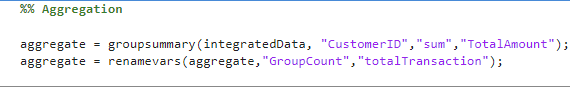 %% Aggregation
aggregate = groupsummary(integratedData, "CustomerID","sum","TotalAmount");
aggregate = renamevars(aggregate,"GroupCount","totalTransaction");